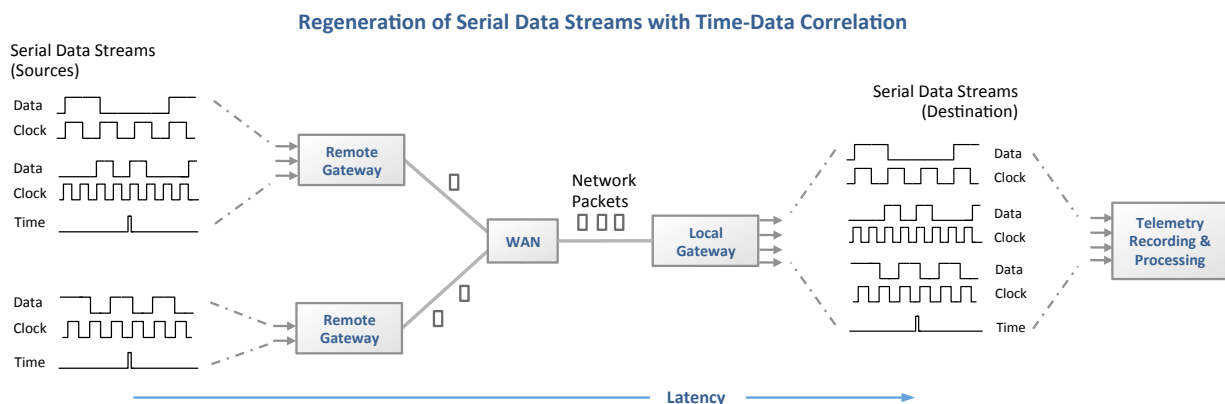 Regeneration of Serial Data Streams with Time-Data Correlation
Serial Data Streams
(Sources)
Data
Clock
Data
Clock
Time
Data
Clock
Time
Remote
Gateway
Remote
Gateway
WAN
Network
Packets
Local
Gateway
Serial Data Streams
(Destination)
Data
Clock
Data
Clock
Data
Clock
Time
Telemetry
Recording &
Processing
Latency